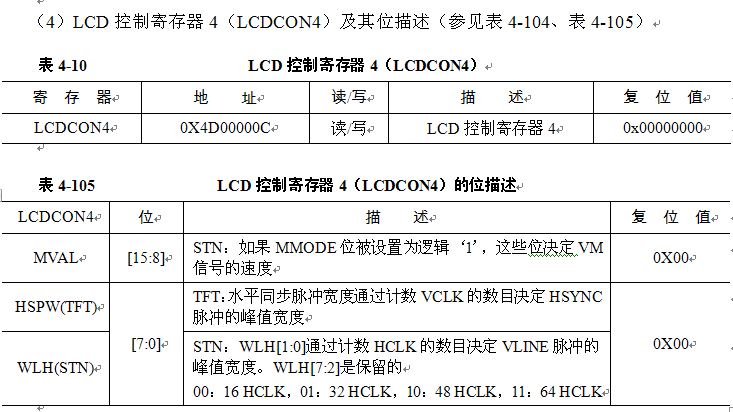 （4）LCD 控制寄存器 4（LCDCON4）及其位描述（参见表 4-104、表 4-105）
表 4-10 LCD 控制寄存器 4（LCDCON4）
寄 存 器 地 址 读/写 描 述 复 位 值
LCDCON4 0X4D00000C 读/写 LCD 控制寄存器 4 0x00000000
表 4-105 LCD 控制寄存器 4（LCDCON4）的位描述
LCDCON4 位 描 述 复 位 值
MVAL [15:8] STN：如果 MMODE 位被设置为逻辑‘1’，这些位决定 VM
信号的速度 0X00
HSPW(TFT) TFT：水平同步脉冲宽度通过计数 VCLK 的数目决定 HSYNC
脉冲的峰值宽度
[7:0] 0X00
WLH(STN) STN：WLH[1:0]通过计数 HCLK 的数目决定 VLINE 脉冲的
峰值宽度。WLH[7:2]是保留的
00：16 HCLK，01：32 HCLK，10：48 HCLK，11：64 HCLK